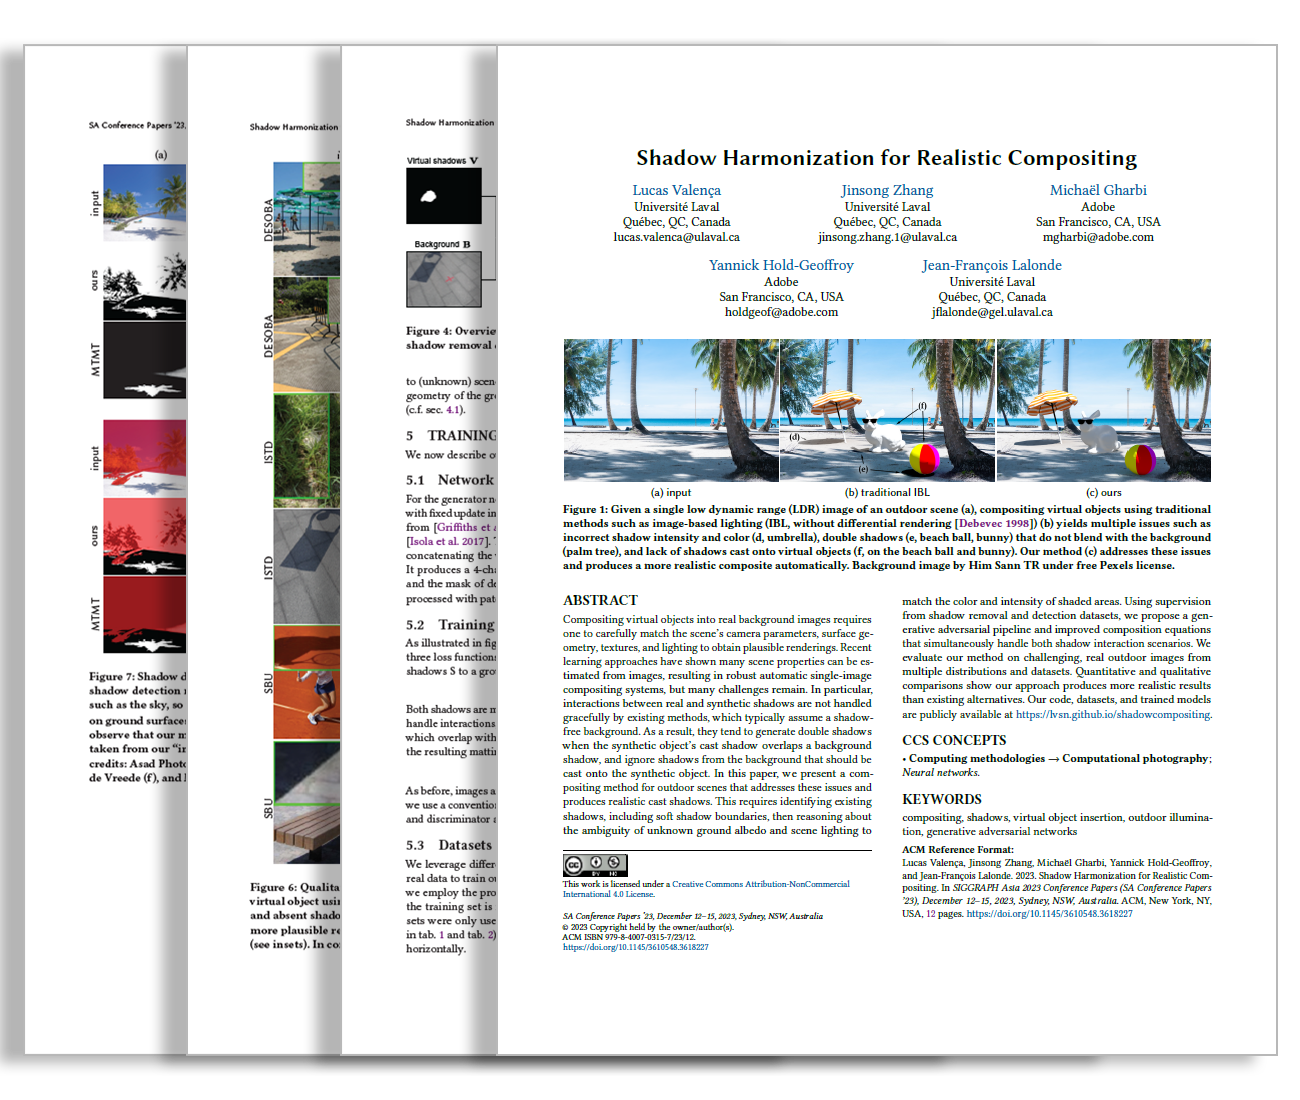 SA Conference Papers '23,
(a)
input
ours
MTMT
input
ours
MTMT
Figure 7: Shadow d
shadow detection
such as the sky, so
on ground surface
observe that our m
taken from our "in
credits: Asad Photo
de Vreede (f), and
Shadow Harmonization
DESOBA
DESOBA
ISTD
ISTD
SBU
SBU
Figure 6: Qualita
virtual object usin
and absent shado
more plausible re
(see insets). In co
Shadow Harmonization
Virtual shadows V
Background B
Figure 4: Overvie
shadow removal
to (unknown) scen
geometry of the gr
(c.f. sec. 4.1).
5 TRAINING
We now describe o
5.1 Network
For the generator n
with fixed update in
from [Griffiths et a
[Isola et al. 2017].
concatenating the
It produces a 4-cha
and the mask of de
processed with pat
5.2 Training
As illustrated in fig
three loss functions
shadows S to a gro
Both shadows are m
handle interactions
which overlap with
the resulting mattin
As before, images a
we use a convention
and discriminator a
5.3 Datasets
We leverage differ
real data to train ou
we employ the pro
the training set is
sets were only use
in tab. 1 and tab. 2)
horizontally.
Shadow Harmonization for Realistic Compositing
Lucas Valença
Université Laval
Québec, QC, Canada
lucas.valenca@ulaval.ca
Jinsong Zhang
Université Laval
Québec, QC, Canada
jinsong.zhang.1@ulaval.ca
Michaël Gharbi
Adobe
San Francisco, CA, USA
mgharbi@adobe.com
Yannick Hold-Geoffroy
Adobe
San Francisco, CA, USA
holdgeof@adobe.com
Jean-François Lalonde
Université Laval
Québec, QC, Canada
jflalonde@gel.ulaval.ca
(d)
(e)
(f)
(a) input
(b) traditional IBL
(c) ours
Figure 1: Given a single low dynamic range (LDR) image of an outdoor scene (a), compositing virtual objects using traditional
methods such as image-based lighting (IBL, without differential rendering [Debevec 1998]) (b) yields multiple issues such as
incorrect shadow intensity and color (d, umbrella), double shadows (e, beach ball, bunny) that do not blend with the background
(palm tree), and lack of shadows cast onto virtual objects (f, on the beach ball and bunny). Our method (c) addresses these issues
and produces a more realistic composite automatically. Background image by Him Sann TR under free Pexels license.
ABSTRACT
Compositing virtual objects into real background images requires
one to carefully match the scene's camera parameters, surface ge-
ometry, textures, and lighting to obtain plausible renderings. Recent
learning approaches have shown many scene properties can be es-
timated from images, resulting in robust automatic single-image
compositing systems, but many challenges remain. In particular,
interactions between real and synthetic shadows are not handled
gracefully by existing methods, which typically assume a shadow-
free background. As a result, they tend to generate double shadows
when the synthetic object's cast shadow overlaps a background
shadow, and ignore shadows from the background that should be
cast onto the synthetic object. In this paper, we present a com-
positing method for outdoor scenes that addresses these issues and
produces realistic cast shadows. This requires identifying existing
shadows, including soft shadow boundaries, then reasoning about
the ambiguity of unknown ground albedo and scene lighting to
CC BY NC
This work is licensed under a Creative Commons Attribution-NonCommercial
International 4.0 License.
SA Conference Papers '23, December 12–15, 2023, Sydney, NSW, Australia
© 2023 Copyright held by the owner/author(s).
ACM ISBN 979-8-4007-0315-7/23/12.
https://doi.org/10.1145/3610548.3618227
match the color and intensity of shaded areas. Using supervision
from shadow removal and detection datasets, we propose a gen-
erative adversarial pipeline and improved composition equations
that simultaneously handle both shadow interaction scenarios. We
evaluate our method on challenging, real outdoor images from
multiple distributions and datasets. Quantitative and qualitative
comparisons show our approach produces more realistic results
than existing alternatives. Our code, datasets, and trained models
are publicly available at https://lvsn.github.io/shadowcompositing.
CCS CONCEPTS
• Computing methodologies → Computational photography;
Neural networks.
KEYWORDS
compositing, shadows, virtual object insertion, outdoor illumina-
tion, generative adversarial networks
ACM Reference Format:
Lucas Valença, Jinsong Zhang, Michaël Gharbi, Yannick Hold-Geoffroy,
and Jean-François Lalonde. 2023. Shadow Harmonization for Realistic Com-
positing. In SIGGRAPH Asia 2023 Conference Papers (SA Conference Papers
'23), December 12–15, 2023, Sydney, NSW, Australia. ACM, New York, NY,
USA, 12 pages. https://doi.org/10.1145/3610548.3618227